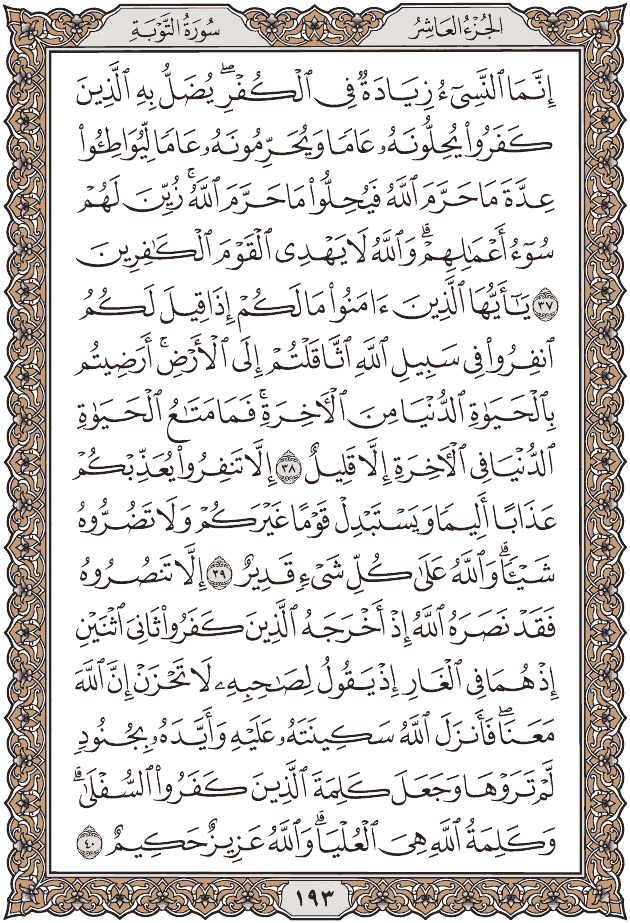 الجزء العاشر
سورة التوبة
إِنَّمَا ٱلنَّسِىٓءُ زِيَادَةٌ فِى ٱلْكُفْرِ ۖ يُضَلُّ بِهِ ٱلَّذِينَ
كَفَرُوا۟ يُحِلُّونَهُۥ عَامًا وَيُحَرِّمُونَهُۥ عَامًا لِّيُوَاطِـُٔوا۟
عِدَّةَ مَا حَرَّمَ ٱللَّهُ فَيُحِلُّوا۟ مَا حَرَّمَ ٱللَّهُ ۚ زُيِّنَ لَهُمْ
سُوٓءُ أَعْمَـٰلِهِمْ ۗ وَٱللَّهُ لَا يَهْدِى ٱلْقَوْمَ ٱلْكَـٰفِرِينَ
٣٧ يَـٰٓأَيُّهَا ٱلَّذِينَ ءَامَنُوا۟ مَا لَكُمْ إِذَا قِيلَ لَكُمُ
ٱنفِرُوا۟ فِى سَبِيلِ ٱللَّهِ ٱثَّاقَلْتُمْ إِلَى ٱلْأَرْضِ ۚ أَرَضِيتُم
بِٱلْحَيَوٰةِ ٱلدُّنْيَا مِنَ ٱلْـَٔاخِرَةِ ۚ فَمَا مَتَـٰعُ ٱلْحَيَوٰةِ
ٱلدُّنْيَا فِى ٱلْـَٔاخِرَةِ إِلَّا قَلِيلٌ ٣٨ إِلَّا تَنفِرُوا۟ يُعَذِّبْكُمْ
عَذَابًا أَلِيمًا وَيَسْتَبْدِلْ قَوْمًا غَيْرَكُمْ وَلَا تَضُرُّوهُ
شَيْـًٔا ۗ وَٱللَّهُ عَلَىٰ كُلِّ شَىْءٍ قَدِيرٌ ٣٩ إِلَّا تَنصُرُوهُ
فَقَدْ نَصَرَهُ ٱللَّهُ إِذْ أَخْرَجَهُ ٱلَّذِينَ كَفَرُوا۟ ثَانِىَ ٱثْنَيْنِ
إِذْ هُمَا فِى ٱلْغَارِ إِذْ يَقُولُ لِصَـٰحِبِهِۦ لَا تَحْزَنْ إِنَّ ٱللَّهَ
مَعَنَا ۖ فَأَنزَلَ ٱللَّهُ سَكِينَتَهُۥ عَلَيْهِ وَأَيَّدَهُۥ بِجُنُودٍ
لَّمْ تَرَوْهَا وَجَعَلَ كَلِمَةَ ٱلَّذِينَ كَفَرُوا۟ ٱلسُّفْلَىٰ ۗ
وَكَلِمَةُ ٱللَّهِ هِىَ ٱلْعُلْيَا ۗ وَٱللَّهُ عَزِيزٌ حَكِيمٌ ٤٠
١٩٣